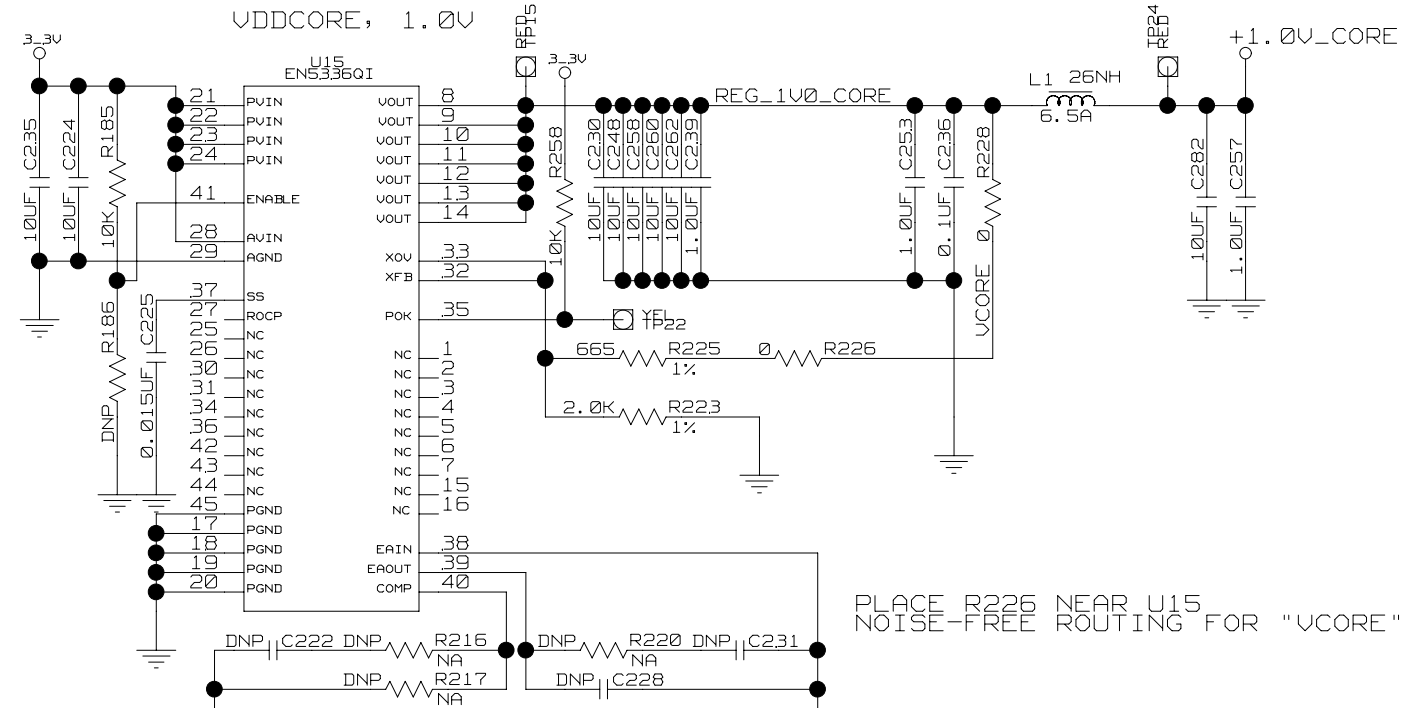 VDDCORE, 1.0V
3_3V
U15
EN5336QI
RED
TP15
3_3V
TP24
RED
+1.0V_CORE
L1 26NH
6.5A
REG_1V0_CORE
C235
10UF
C224
10UF
R185
10K
R186
DNP
C225
0.015UF
21 PVIN
22 PVIN
23 PVIN
24 PVIN
41 ENABLE
28 AVIN
29 AGND
37 SS
27 ROCP
25 NC
26 NC
30 NC
31 NC
34 NC
36 NC
42 NC
43 NC
44 NC
45 PGND
17 PGND
18 PGND
19 PGND
20 PGND
VOUT 8
VOUT 9
VOUT 10
VOUT 11
VOUT 12
VOUT 13
VOUT 14
XOV 33
XFB 32
POK 35
NC 1
NC 2
NC 3
NC 4
NC 5
NC 6
NC 7
NC 15
NC 16
EAIN 38
EAOUT 39
COMP 40
R258
10K
C230
10UF
C248
10UF
C258
10UF
C260
10UF
C262
10UF
C239
1.0UF
C253
1.0UF
C236
0.1UF
R228
0
VCORE
C282
10UF
C257
1.0UF
YEL
TP22
665 R225
1%
0 R226
2.0K R223
1%
PLACE R226 NEAR U15
NOISE-FREE ROUTING FOR "VCORE"
DNP C222 DNP R216
NA
DNP R220 DNP C231
NA
DNP R217
NA
DNP C228